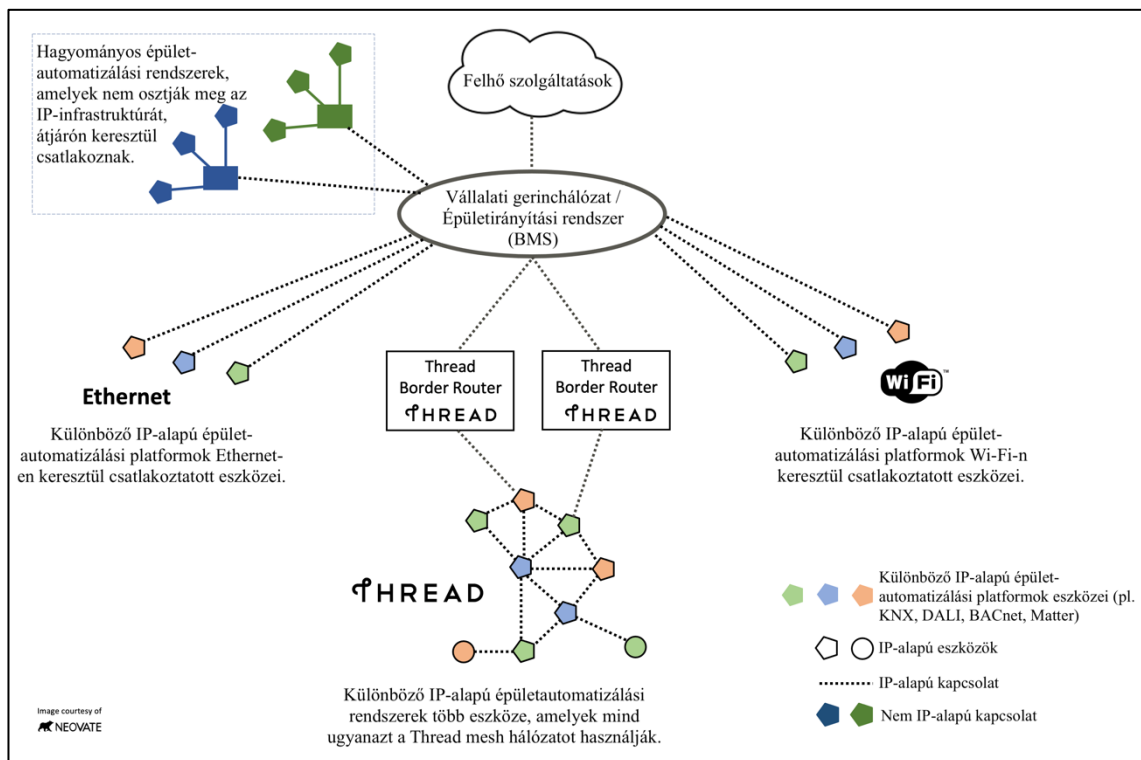 Hagyományos épület-
automatizálási rendszerek,
amelyek nem osztják meg az
IP-infrastruktúrát,
átjárón keresztül
csatlakoznak.
Felhő szolgáltatások
Vállalati gerinchálózat /
Épületirányítási rendszer
(BMS)
Thread
Border Router
THREAD
Thread
Border Router
THREAD
Ethernet
Különböző IP-alapú épület-
automatizálási platformok Ethernet-
en keresztül csatlakoztatott eszközei.
Wi Fi™
Különböző IP-alapú épület-
automatizálási platformok Wi-Fi-n
keresztül csatlakoztatott eszközei.
THREAD
Különböző IP-alapú épületautomatizálási
rendszerek több eszköze, amelyek mind
ugyanazt a Thread mesh hálózatot használják.
Különböző IP-alapú épület-
automatizálási platformok eszközei (pl.
KNX, DALI, BACnet, Matter)
IP-alapú eszközök
IP-alapú kapcsolat
Nem IP-alapú kapcsolat
Image courtesy of
NEOVATE